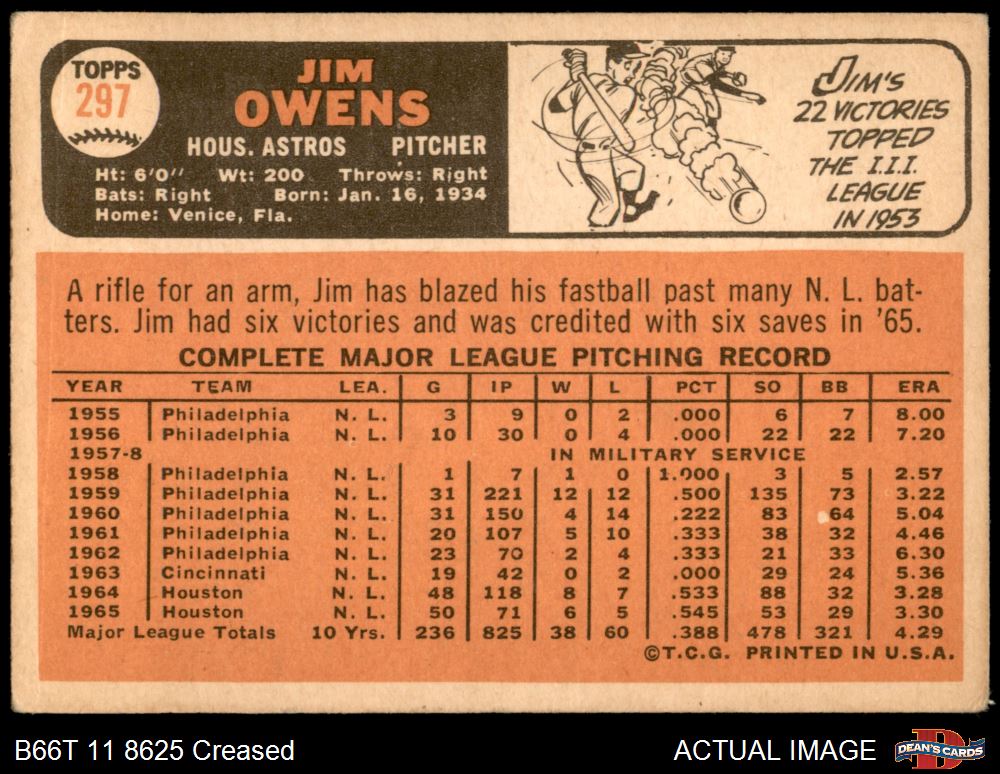 TOPPS
297
JIM
OWENS
HOUS. ASTROS PITCHER
Ht: 6'0" Wt: 200 Throws: Right
Bats: Right Born: Jan. 16, 1934
Home: Venice, Fla.
JIM'S
22 VICTORIES
TOPPED
THE I.I.I.
LEAGUE
IN 1953
A rifle for an arm, Jim has blazed his fastball past many N. L. bat-
ters. Jim had six victories and was credited with six saves in '65.
COMPLETE MAJOR LEAGUE PITCHING RECORD
YEAR TEAM LEA. G IP W L PCT SO BB ERA
1955 Philadelphia N. L. 3 9 0 2 .000 6 7 8.00
1956 Philadelphia N. L. 10 30 0 4 .000 22 22 7.20
1957-8 IN MILITARY SERVICE
1958 Philadelphia N. L. 1 7 1 0 1.000 3 5 2.57
1959 Philadelphia N. L. 31 221 12 12 .500 135 73 3.22
1960 Philadelphia N. L. 31 150 4 14 .222 83 64 5.04
1961 Philadelphia N. L. 20 107 5 10 .333 38 32 4.46
1962 Philadelphia N. L. 23 70 2 4 .333 21 33 6.30
1963 Cincinnati N. L. 19 42 0 2 .000 29 24 5.36
1964 Houston N. L. 48 118 8 7 .533 88 32 3.28
1965 Houston N. L. 50 71 6 5 .545 53 29 3.30
Major League Totals 10 Yrs. 236 825 38 60 .388 478 321 4.29
©T.C.G. PRINTED IN U.S.A.
B66T 11 8625 Creased
ACTUAL IMAGE
D
DEAN'S CARDS